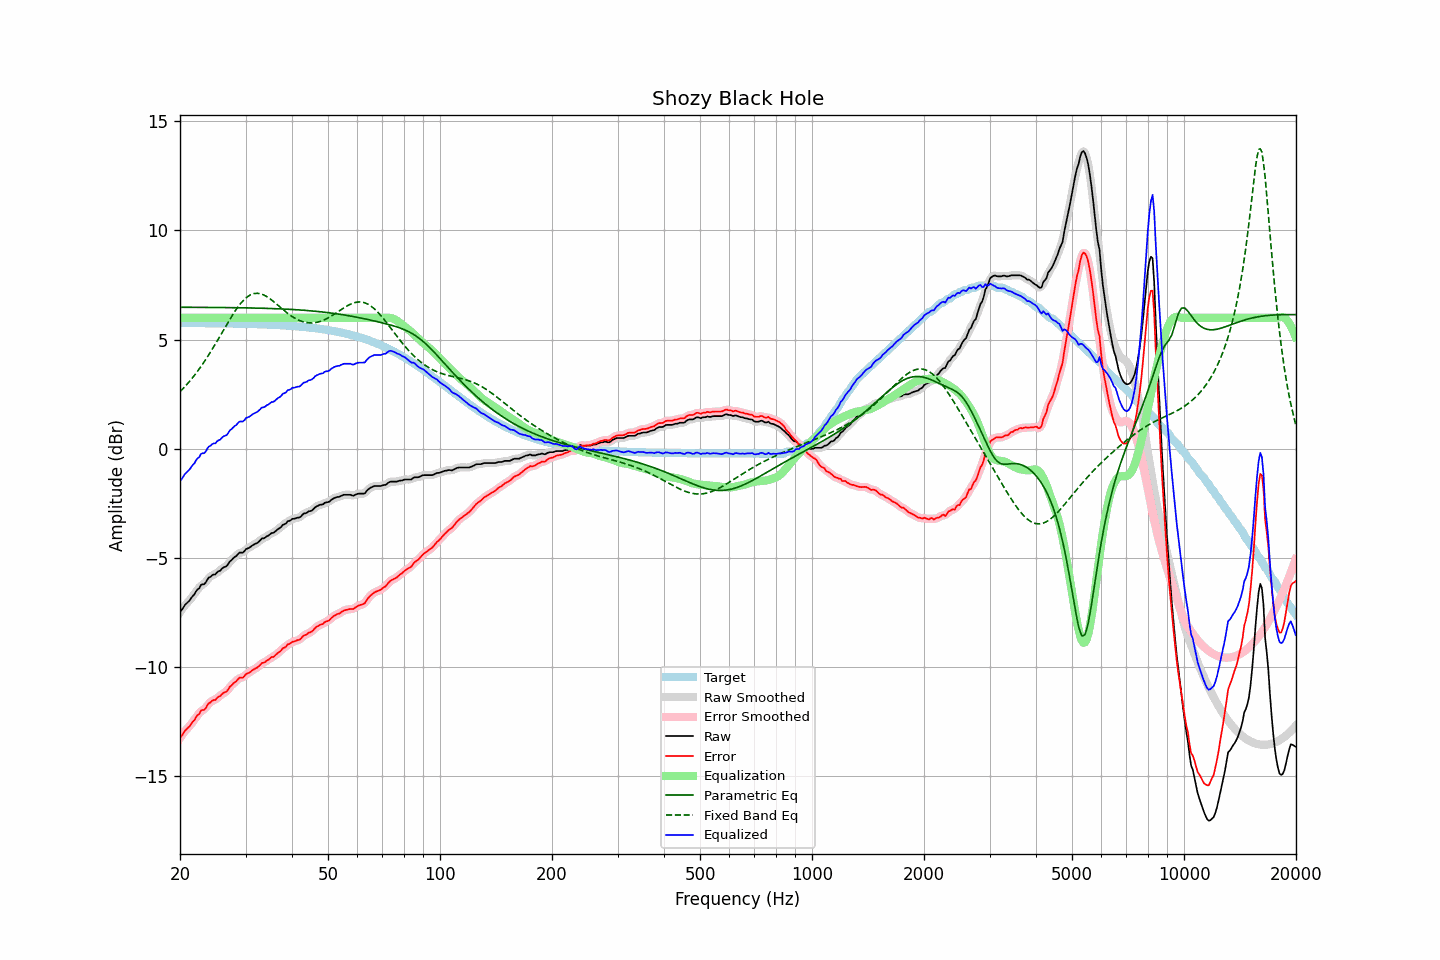 Shozy Black Hole
Amplitude (dBr)
15
10
5
0
−5
−10
−15
Target
Raw Smoothed
Error Smoothed
Raw
Error
Equalization
Parametric Eq
Fixed Band Eq
Equalized
20 50 100 200 500 1000 2000 5000 10000 20000
Frequency (Hz)